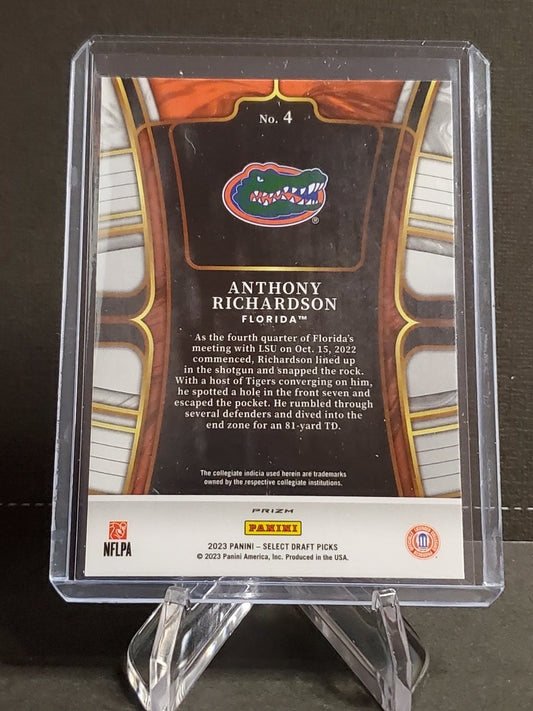 No. 4
®
ANTHONY
RICHARDSON
FLORIDA™
As the fourth quarter of Florida's
meeting with LSU on Oct. 15, 2022
commenced, Richardson lined up
in the shotgun and snapped the rock.
With a host of Tigers converging on him,
he spotted a hole in the front seven and
escaped the pocket. He rumbled through
several defenders and dived into the
end zone for an 81-yard TD.
The collegiate indicia used herein are trademarks
owned by the respective collegiate institutions.
PRIZM
PANINI
NFLPA
2023 PANINI – SELECT DRAFT PICKS
© 2023 Panini America, Inc. Produced in the USA.